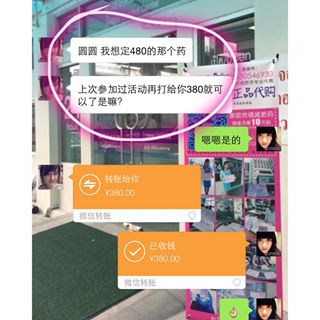 圆圆 我想定480的那个药
上次参加过活动再打给你380就可
以了是嘛?
30546930
正品代购
嗯嗯是的
转账给你
¥380.00
微信转账
已收钱
¥380.00
微信转账